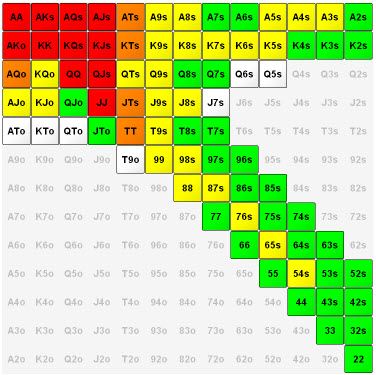 AA AKs AQs AJs ATs A9s A8s A7s A6s A5s A4s A3s A2s
AKo KK KQs KJs KTs K9s K8s K7s K6s K5s K4s K3s K2s
AQo KQo QQ QJs QTs Q9s Q8s Q7s Q6s Q5s Q4s Q3s Q2s
AJo KJo QJo JJ JTs J9s J8s J7s J6s J5s J4s J3s J2s
ATo KTo QTo JTo TT T9s T8s T7s T6s T5s T4s T3s T2s
A9o K9o Q9o J9o T9o 99 98s 97s 96s 95s 94s 93s 92s
A8o K8o Q8o J8o T8o 98o 88 87s 86s 85s 84s 83s 82s
A7o K7o Q7o J7o T7o 97o 87o 77 76s 75s 74s 73s 72s
A6o K6o Q6o J6o T6o 96o 86o 76o 66 65s 64s 63s 62s
A5o K5o Q5o J5o T5o 95o 85o 75o 65o 55 54s 53s 52s
A4o K4o Q4o J4o T4o 94o 84o 74o 64o 54o 44 43s 42s
A3o K3o Q3o J3o T3o 93o 83o 73o 63o 53o 43o 33 32s
A2o K2o Q2o J2o T2o 92o 82o 72o 62o 52o 42o 32o 22